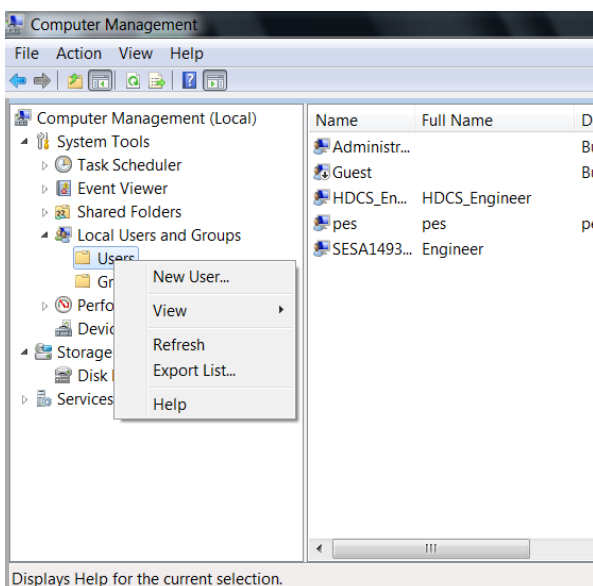 Computer Management
File Action View Help
Computer Management (Local)
System Tools
Task Scheduler
Event Viewer
Shared Folders
Local Users and Groups
Users
Gr
Perfo
Devic
Storage
Disk
Services
New User...
View
Refresh
Export List...
Help
Name Full Name D
Administr... Bu
Guest Bu
HDCS_En... HDCS_Engineer
pes pes pe
SESA1493... Engineer
Displays Help for the current selection.